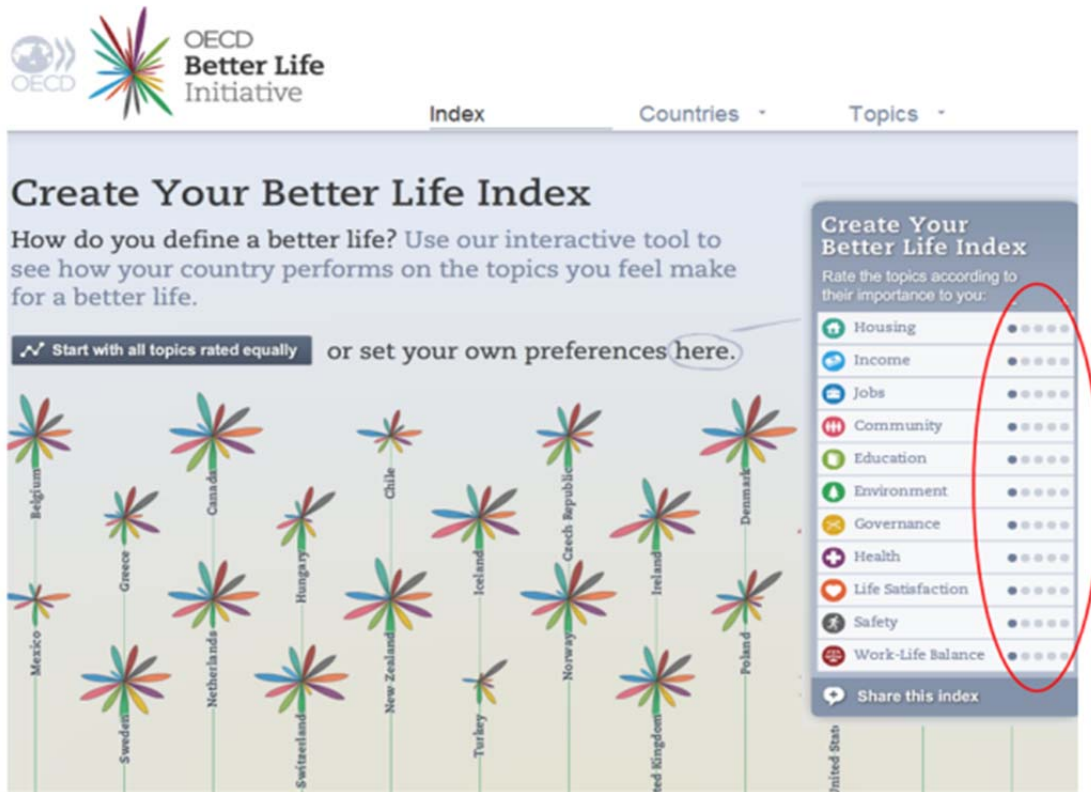 OECD
OECD
Better Life
Initiative
Index
Countries
Topics
Create Your Better Life Index
How do you define a better life? Use our interactive tool to
see how your country performs on the topics you feel make
for a better life.
Start with all topics rated equally
or set your own preferences here.
Belgium
Canada
Chile
Czech Republic
Denmark
Greece
Hungary
Iceland
Ireland
Mexico
Netherlands
New Zealand
Norway
Poland
Sweden
Switzerland
Turkey
ted Kingdom
United Stat
Create Your
Better Life Index
Rate the topics according to
their importance to you:
Housing
Income
Jobs
Community
Education
Environment
Governance
Health
Life Satisfaction
Safety
Work-Life Balance
Share this index